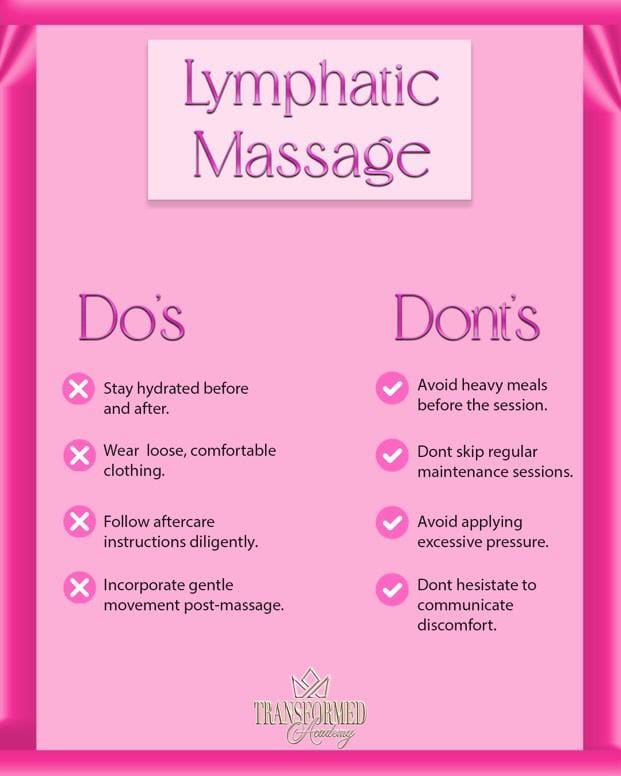 Lymphatic
Massage
Do's
Stay hydrated before
and after.
Wear loose, comfortable
clothing.
Follow aftercare
instructions diligently.
Incorporate gentle
movement post-massage.
Dont's
Avoid heavy meals
before the session.
Dont skip regular
maintenance sessions.
Avoid applying
excessive pressure.
Dont hesistate to
communicate
discomfort.
TRANSFORMED
Academy